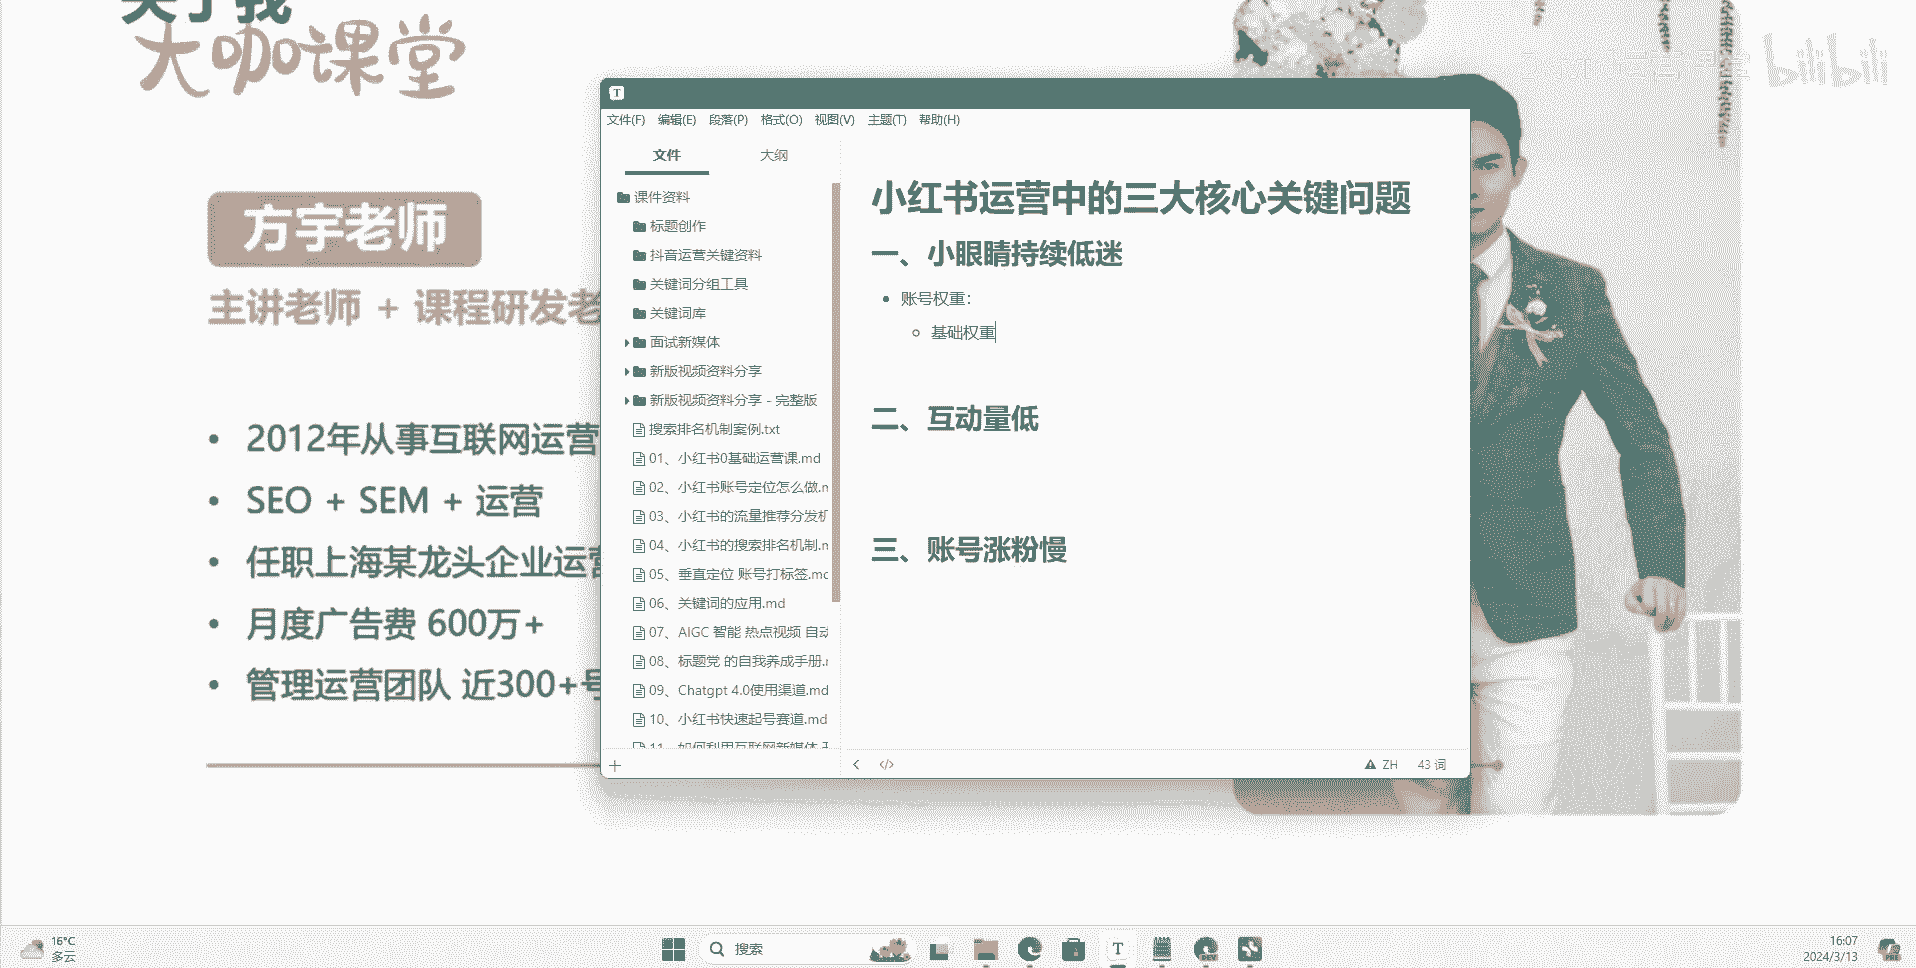 大咖课堂
bilibili
方宇老师
主讲老师 + 课程研发老
2012年从事互联网运营
SEO + SEM + 运营
任职上海某龙头企业运营
月度广告费 600万+
管理运营团队 近300+号
T
文件(F) 编辑(E) 段落(P) 格式(O) 视图(V) 主题(T) 帮助(H)
文件 大纲
课件资料
标题创作
抖音运营关键资料
关键词分组工具
关键词库
面试新媒体
新版视频资料分享
新版视频资料分享 - 完整版
搜索排名机制案例.txt
01、小红书0基础运营课.md
02、小红书账号定位怎么做.m
03、小红书的流量推荐分发机
04、小红书的搜索排名机制.m
05、垂直定位 账号打标签.md
06、关键词的应用.md
07、AIGC 智能 热点视频 自动
08、标题党 的自我养成手册.m
09、Chatgpt 4.0使用渠道.md
10、小红书快速起号赛道.md
11、如何利用互联网新媒体
小红书运营中的三大核心关键问题
一、小眼睛持续低迷
账号权重：
基础权重
二、互动量低
三、账号涨粉慢
ZH 43 词
16°C
多云
搜索
T
DEV
16:07
2024/3/13
PRE